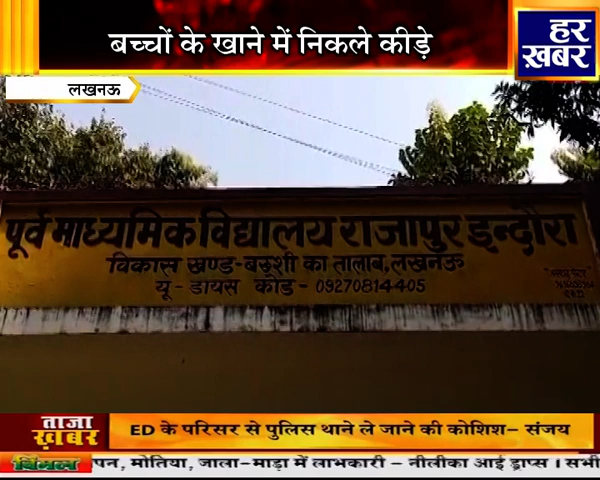 बच्चों के खाने में निकले कीड़े
हर
ख़बर
लखनऊ
पूर्व माध्यमिक विद्यालय राजापुर इन्दौरा
विकास खण्ड-बख्शी का तालाब, लखनऊ
यू - डायस कोड - 09270814405
ताजा
ख़बर
ED के परिसर से पुलिस थाने ले जाने की कोशिश– संजय
विमल पन, मोतिया, जाला-माड़ा में लाभकारी – नीलीका आई ड्राप्स । सभी